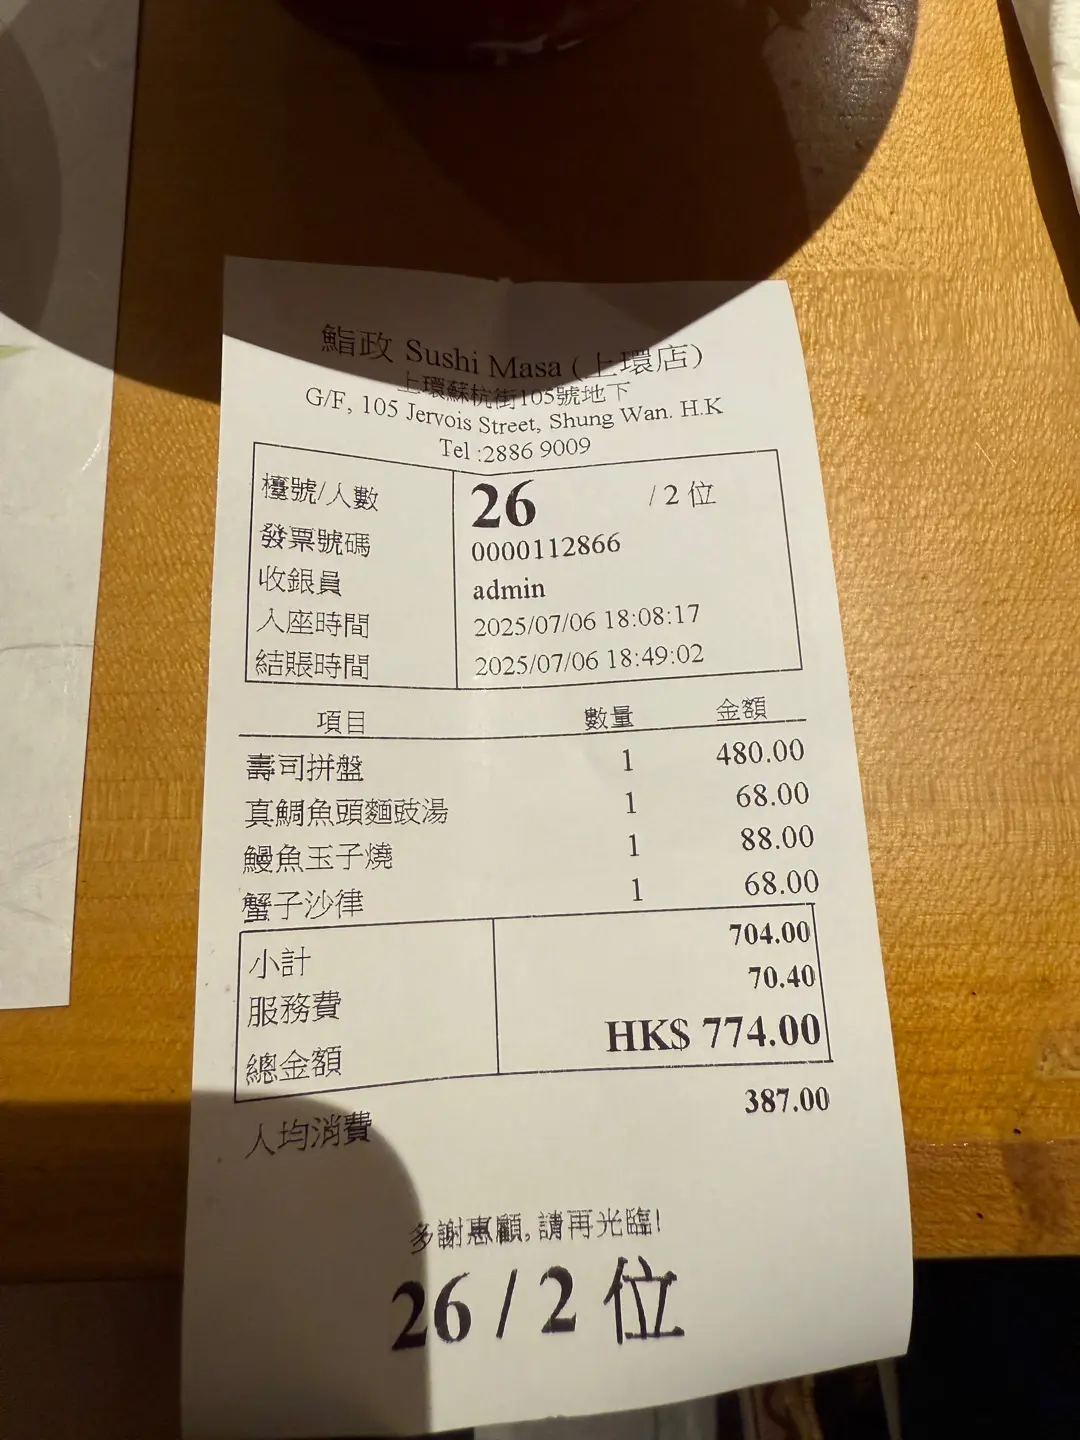 鮨政 Sushi Masa (上環店)
上環蘇杭街105號地下
G/F, 105 Jervois Street, Shung Wan. H.K
Tel :2886 9009
檯號/人數 26 / 2 位
發票號碼 0000112866
收銀員 admin
入座時間 2025/07/06 18:08:17
結賬時間 2025/07/06 18:49:02
項目 數量 金額
壽司拼盤 1 480.00
真鯛魚頭麵豉湯 1 68.00
鰻魚玉子燒 1 88.00
蟹子沙律 1 68.00
小計 704.00
服務費 70.40
總金額 HK$ 774.00
人均消費 387.00
多謝惠顧,請再光臨!
26 / 2 位